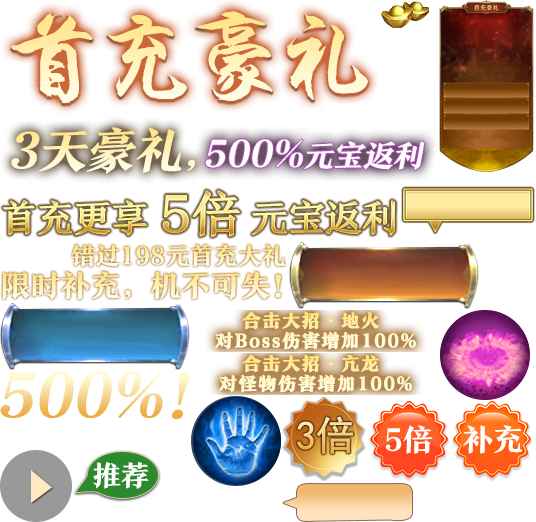 首充豪礼
首充豪礼
3天豪礼，500%元宝返利
首充更享 5倍 元宝返利
错过198元首充大礼
限时补充，机不可失！
合击大招·地火
对Boss伤害增加100%
合击大招·亢龙
对怪物伤害增加100%
500%！
3倍
5倍
补充
推荐